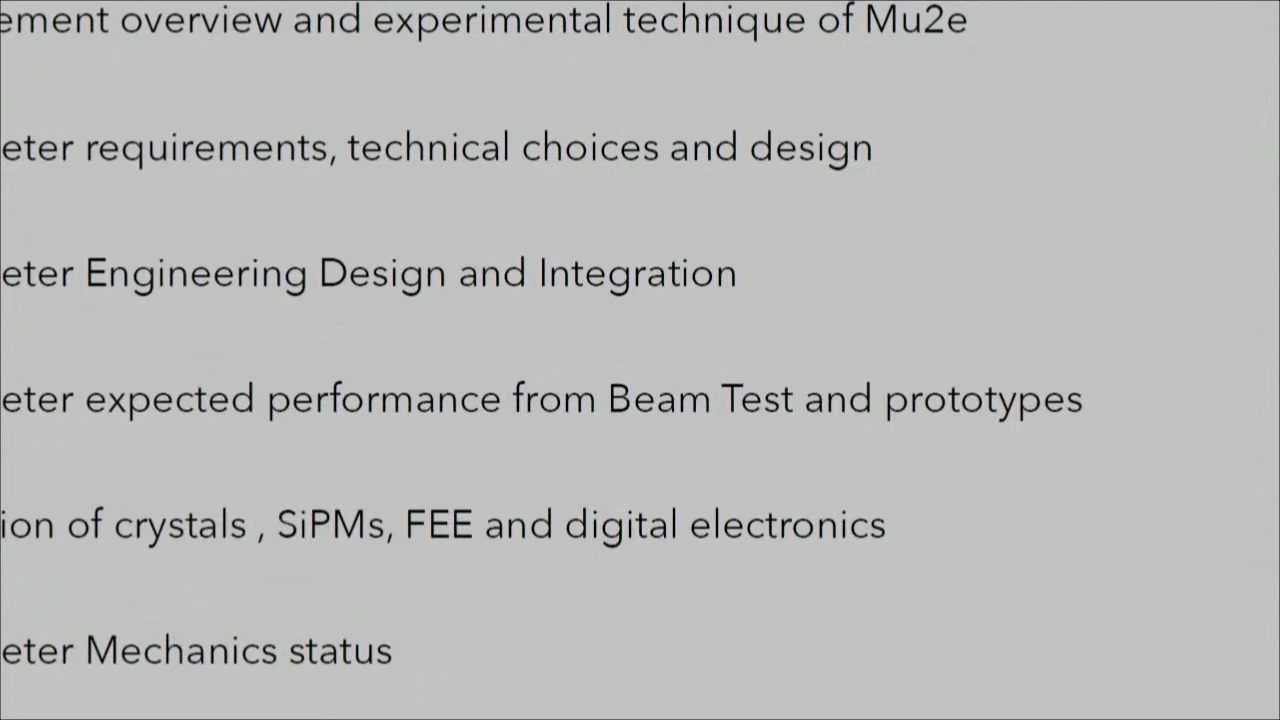 ement overview and experimental technique of Mu2e
eter requirements, technical choices and design
eter Engineering Design and Integration
eter expected performance from Beam Test and prototypes
ion of crystals , SiPMs, FEE and digital electronics
eter Mechanics status